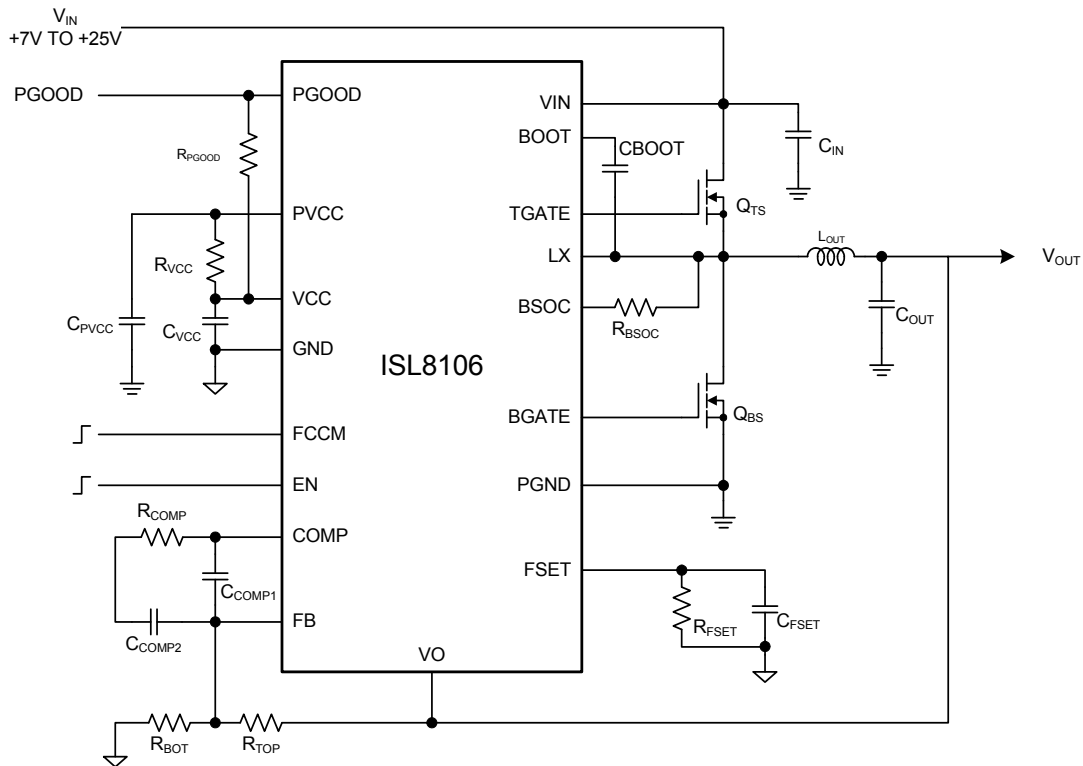 VIN
+7V TO +25V
PGOOD
PGOOD
VIN
BOOT
CBOOT
CIN
RPGOOD
QTS
PVCC
TGATE
RVCC
LX
LOUT
VOUT
VCC
BSOC
RBSOC
COUT
CPVCC
CVCC
GND
ISL8106
BGATE
QBS
FCCM
EN
PGND
RCOMP
COMP
FSET
CCOMP1
RFSET
CFSET
FB
CCOMP2
VO
RBOT
RTOP